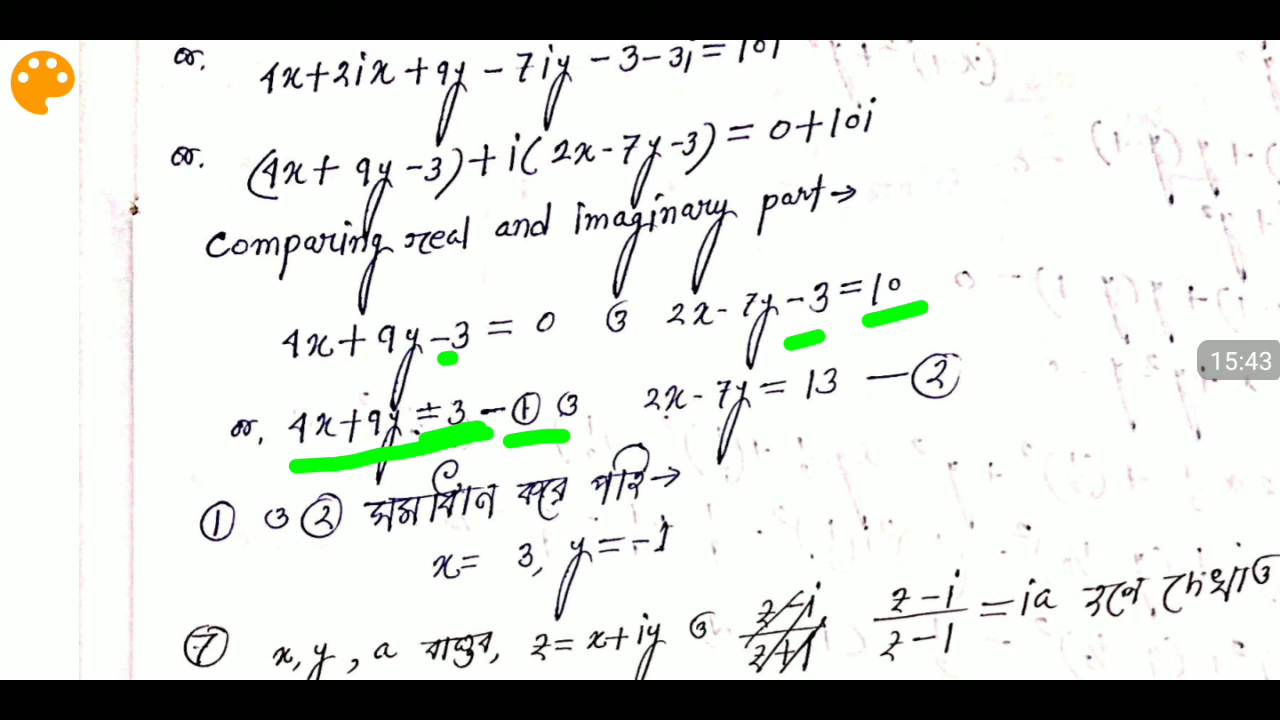 বা, 4x+2ix+9y-7iy-3-3i=10i
বা, (4x+9y-3)+i(2x-7y-3)=0+10i
Comparing real and imaginary part→
4x+9y-3=0 ও 2x-7y-3=10
বা, 4x+9y=3-① ও 2x-7y=13 —②
① ও ② সমাধান করে পাই→
x= 3, y=-1
⑦ x, y, a বাস্তব, z=x+iy ও z-i/z-1=ia হলে দেখাও
15:43